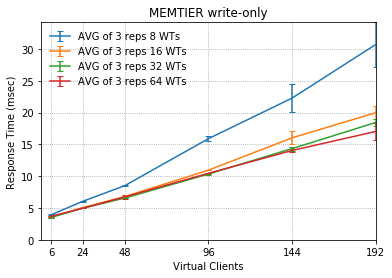 MEMTIER write-only
AVG of 3 reps 8 WTs
AVG of 3 reps 16 WTs
AVG of 3 reps 32 WTs
AVG of 3 reps 64 WTs
Response Time (msec)
30
25
20
15
10
5
0
6 24 48 96 144 192
Virtual Clients